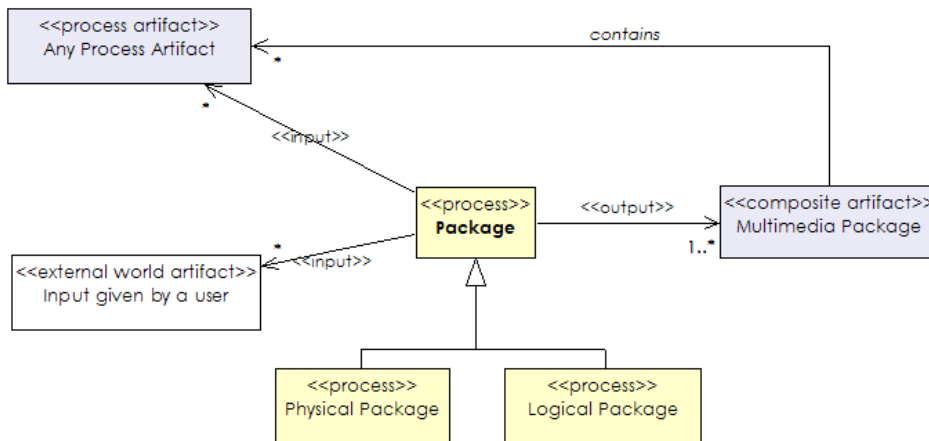 <<process artifact>>
Any Process Artifact
contains
*
*
<<input>>
<<process>>
Package
<<output>>
<<composite artifact>>
Multimedia Package
1..*
*
<<input>>
<<external world artifact>>
Input given by a user
<<process>>
Physical Package
<<process>>
Logical Package